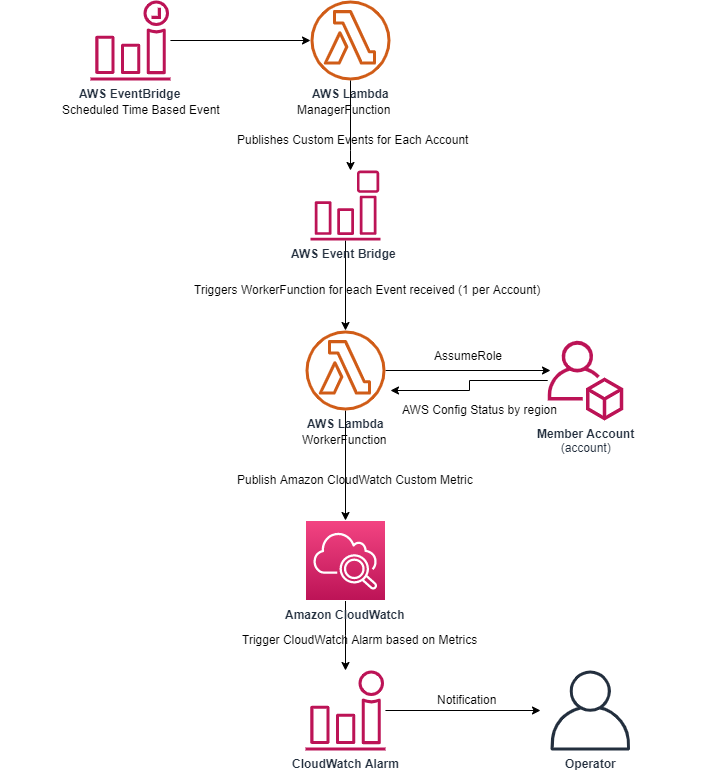 AWS EventBridge
Scheduled Time Based Event
AWS Lambda
ManagerFunction
Publishes Custom Events for Each Account
AWS Event Bridge
Triggers WorkerFunction for each Event received (1 per Account)
AssumeRole
AWS Config Status by region
AWS Lambda
WorkerFunction
Member Account
(account)
Publish Amazon CloudWatch Custom Metric
Amazon CloudWatch
Trigger CloudWatch Alarm based on Metrics
Notification
CloudWatch Alarm
Operator